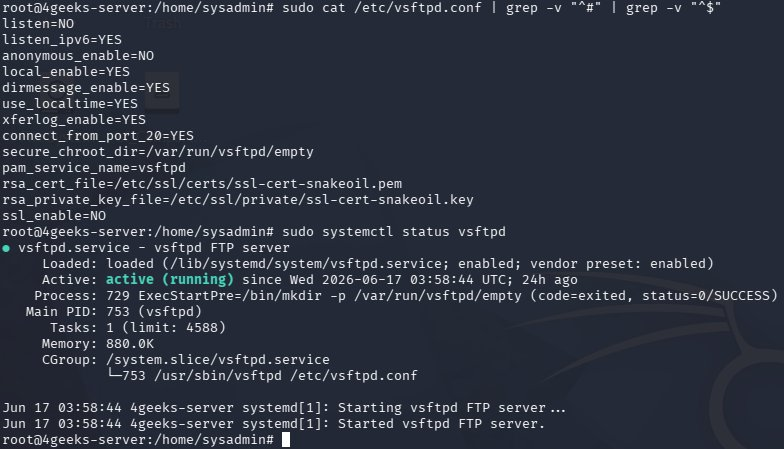 root@4geeks-server:/home/sysadmin# sudo cat /etc/vsftpd.conf | grep -v "^#" | grep -v "^$"
listen=NO
listen_ipv6=YES
anonymous_enable=NO
local_enable=YES
dirmessage_enable=YES
use_localtime=YES
xferlog_enable=YES
connect_from_port_20=YES
secure_chroot_dir=/var/run/vsftpd/empty
pam_service_name=vsftpd
rsa_cert_file=/etc/ssl/certs/ssl-cert-snakeoil.pem
rsa_private_key_file=/etc/ssl/private/ssl-cert-snakeoil.key
ssl_enable=NO
root@4geeks-server:/home/sysadmin# sudo systemctl status vsftpd
● vsftpd.service - vsftpd FTP server
     Loaded: loaded (/lib/systemd/system/vsftpd.service; enabled; vendor preset: enabled)
     Active: active (running) since Wed 2026-06-17 03:58:44 UTC; 24h ago
    Process: 729 ExecStartPre=/bin/mkdir -p /var/run/vsftpd/empty (code=exited, status=0/SUCCESS)
   Main PID: 753 (vsftpd)
      Tasks: 1 (limit: 4588)
     Memory: 880.0K
     CGroup: /system.slice/vsftpd.service
             └─753 /usr/sbin/vsftpd /etc/vsftpd.conf

Jun 17 03:58:44 4geeks-server systemd[1]: Starting vsftpd FTP server...
Jun 17 03:58:44 4geeks-server systemd[1]: Started vsftpd FTP server.
root@4geeks-server:/home/sysadmin#
Trash